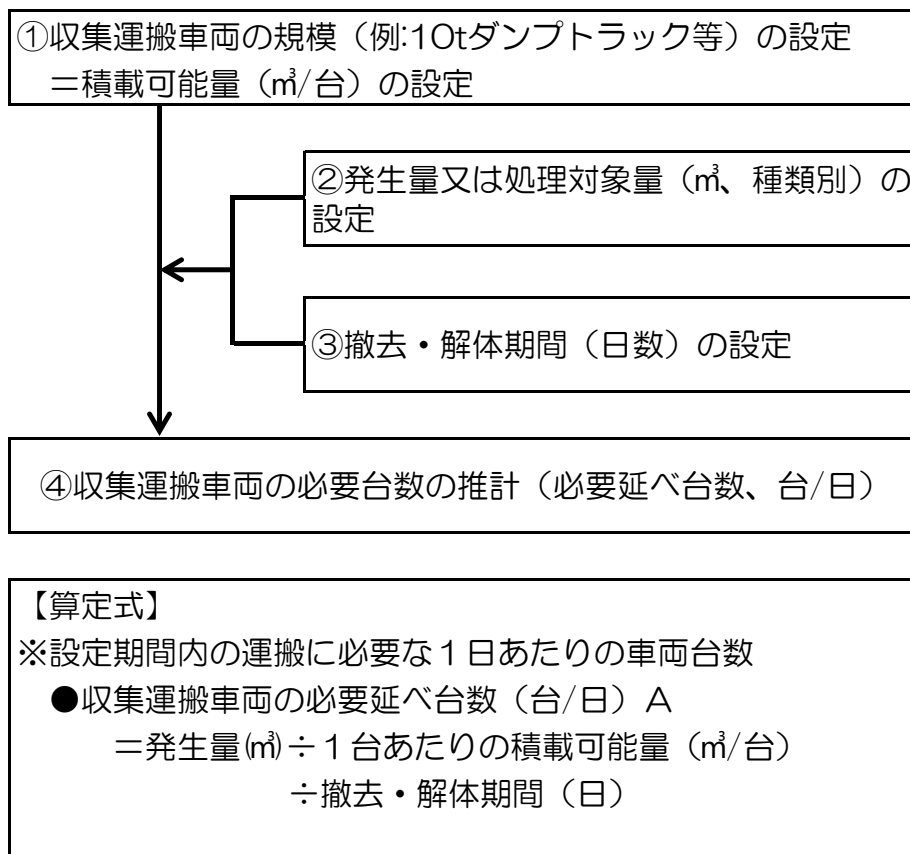 ①収集運搬車両の規模（例:10tダンプトラック等）の設定
＝積載可能量（㎥/台）の設定
②発生量又は処理対象量（㎥、種類別）の
設定
③撤去・解体期間（日数）の設定
④収集運搬車両の必要台数の推計（必要延べ台数、台/日）
【算定式】
※設定期間内の運搬に必要な１日あたりの車両台数
●収集運搬車両の必要延べ台数（台/日）Ａ
＝発生量(㎥)÷１台あたりの積載可能量（㎥/台）
÷撤去・解体期間（日）